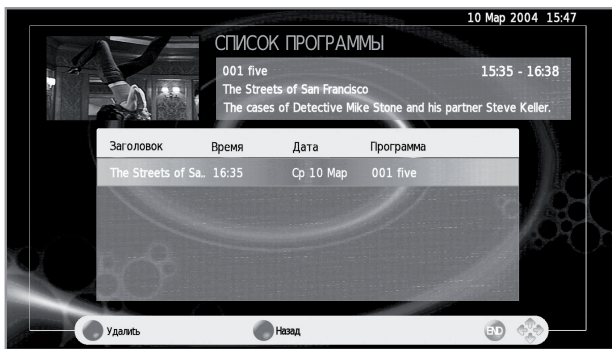 10 Мар 2004 15:47
СПИСОК ПРОГРАММЫ
001 five 15:35 - 16:38
The Streets of San Francisco
The cases of Detective Mike Stone and his partner Steve Keller.
Заголовок Время Дата Программа
The Streets of Sa.. 16:35 Ср 10 Мар 001 five
Удалить Назад END